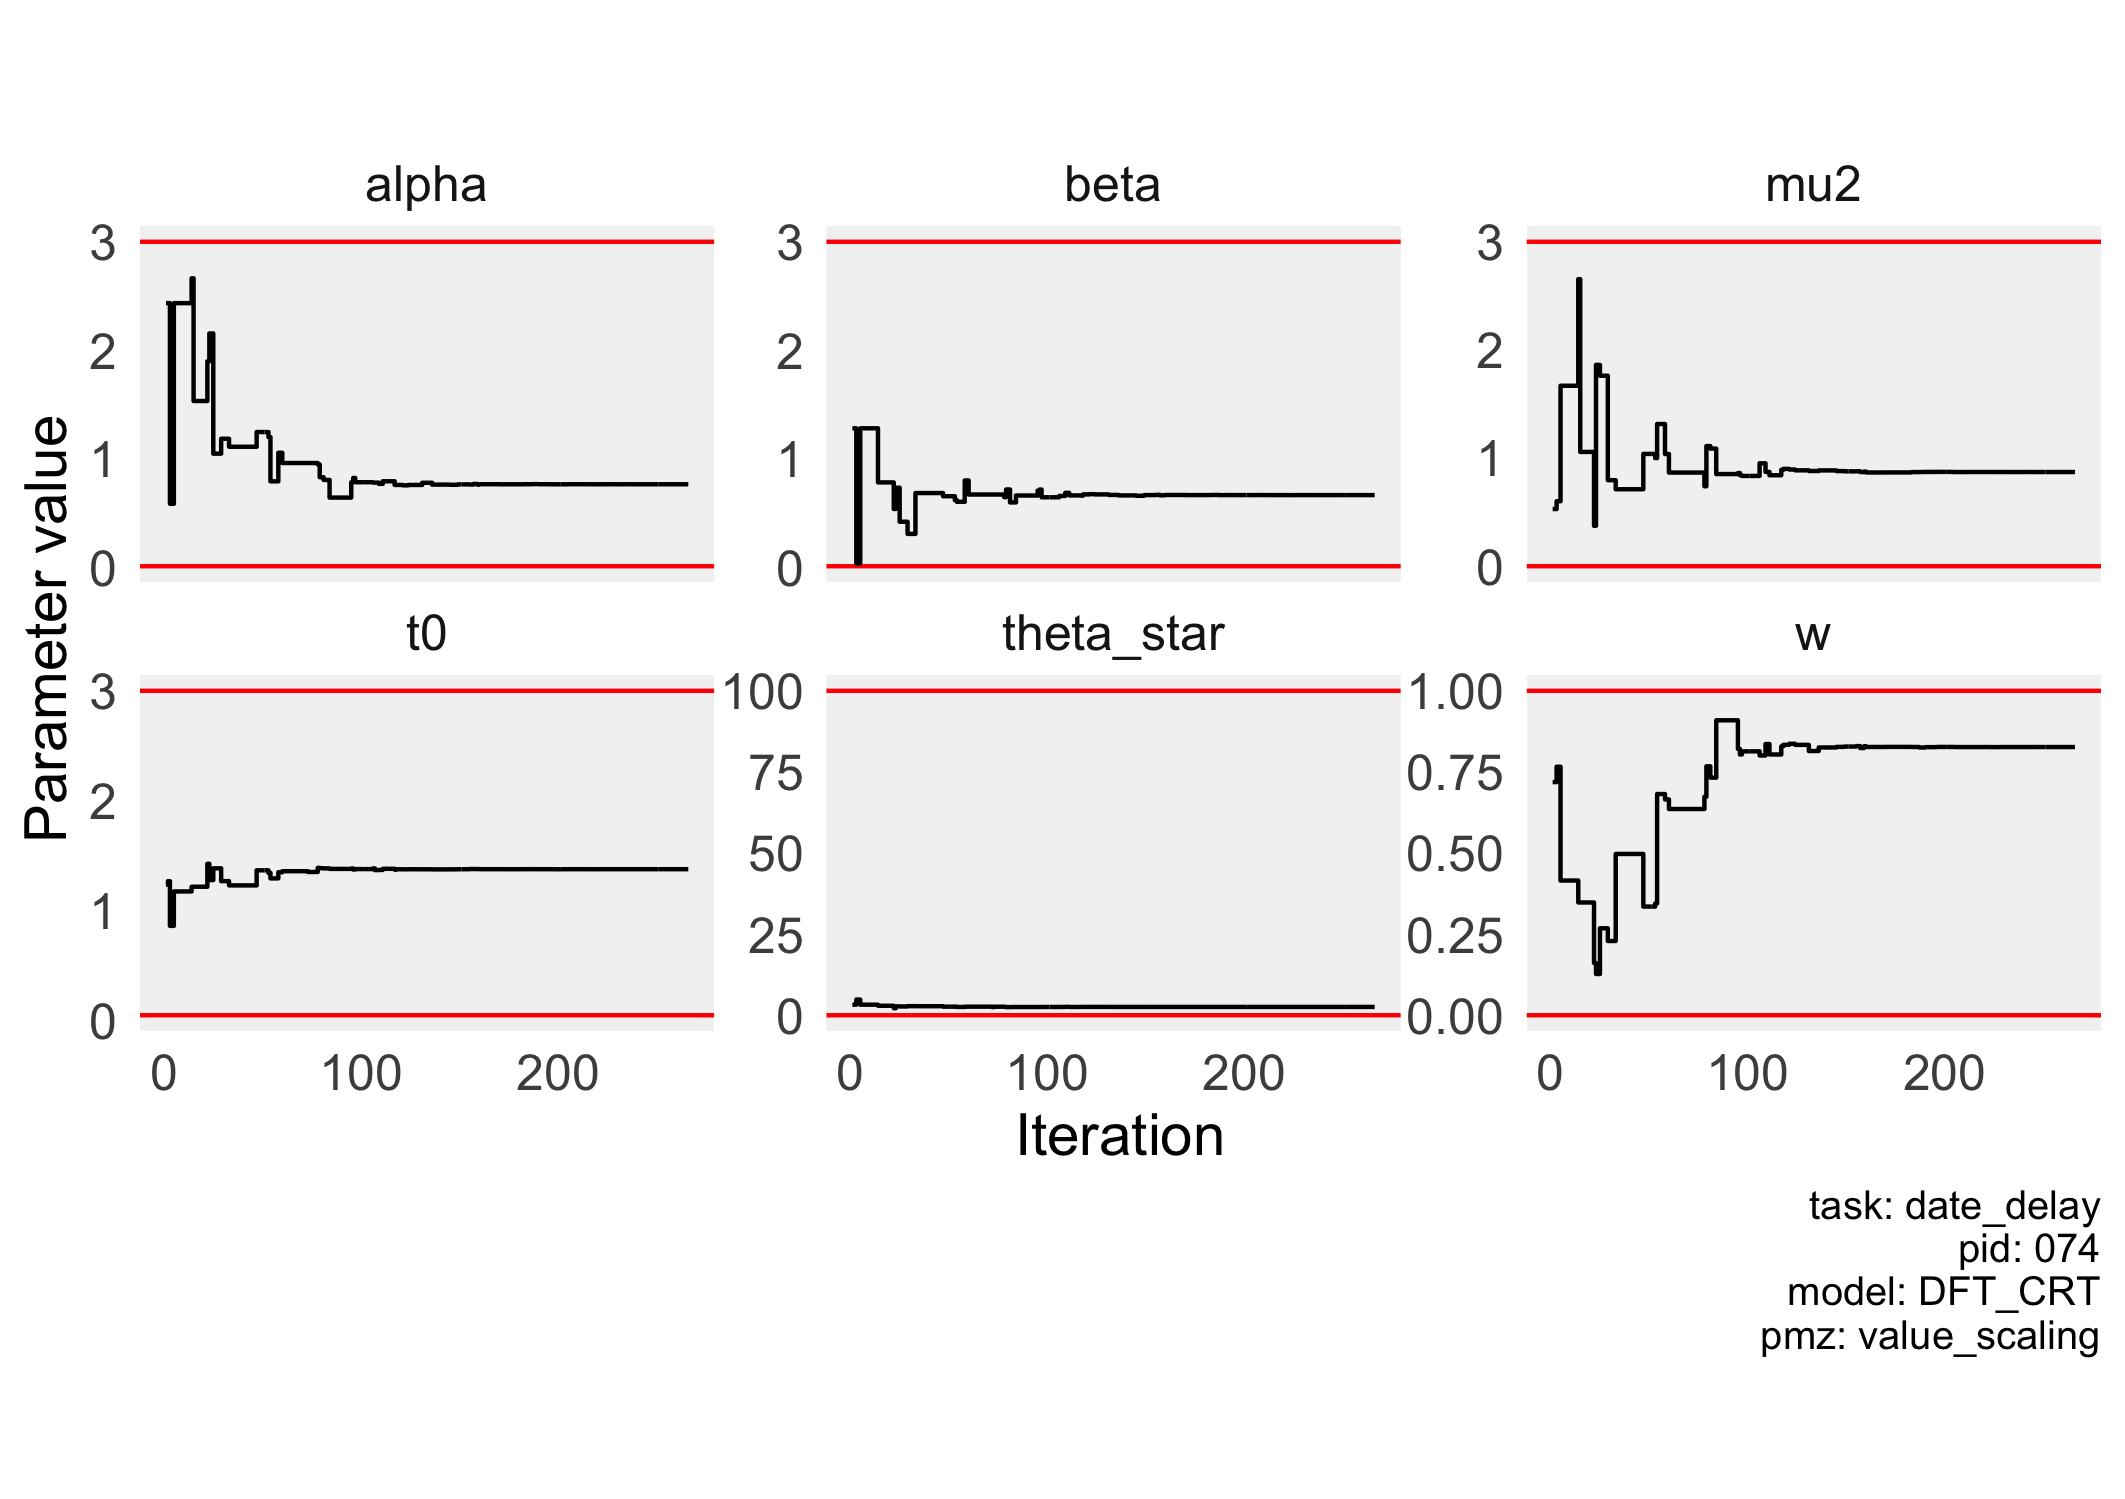 alpha
beta
mu2
3
2
1
0
3
2
1
0
3
2
1
0
Parameter value
t0
theta_star
w
3
2
1
0
100
75
50
25
0
1.00
0.75
0.50
0.25
0.00
0 100 200
0 100 200
0 100 200
Iteration
task: date_delay
pid: 074
model: DFT_CRT
pmz: value_scaling